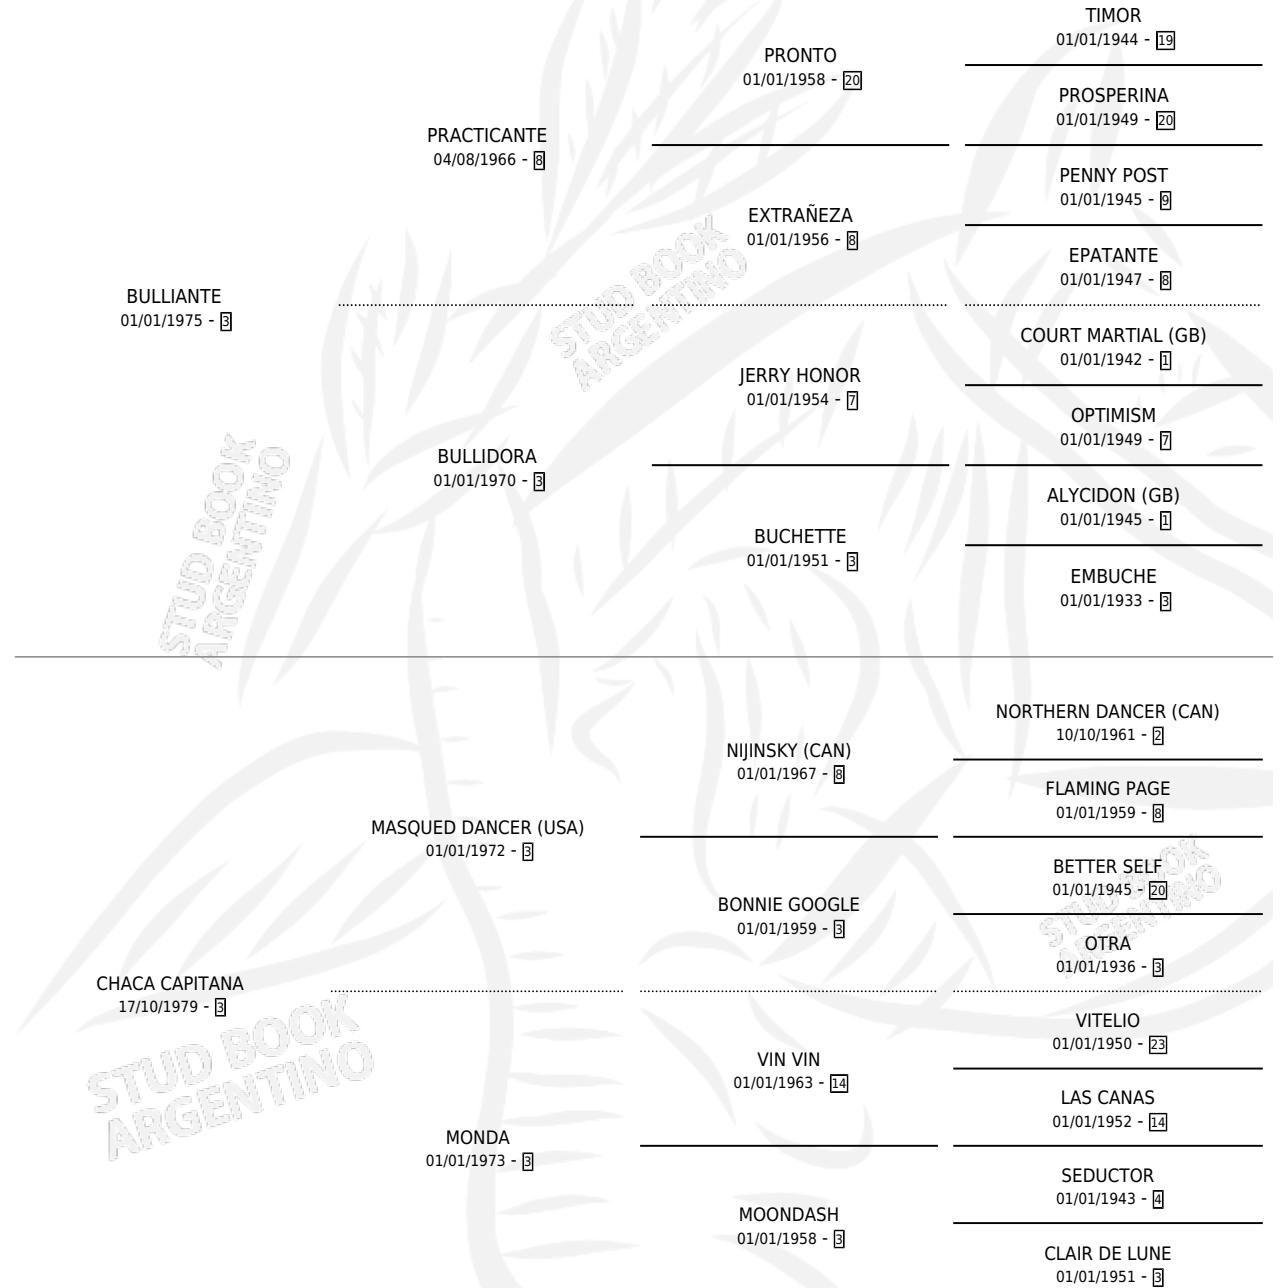 TIMOR
01/01/1944 - 19
PRONTO
01/01/1958 - 20
PROSPERINA
01/01/1949 - 20
PRACTICANTE
04/08/1966 - 8
PENNY POST
01/01/1945 - 9
EXTRAÑEZA
01/01/1956 - 8
EPATANTE
01/01/1947 - 8
BULLIANTE
01/01/1975 - 3
STUD BOOK
ARGENTINO
COURT MARTIAL (GB)
01/01/1942 - 1
JERRY HONOR
01/01/1954 - 7
OPTIMISM
01/01/1949 - 7
BULLIDORA
01/01/1970 - 3
ALYCIDON (GB)
01/01/1945 - 1
BUCHETTE
01/01/1951 - 3
EMBUCHE
01/01/1933 - 3
STUD BOOK
ARGENTINO
NORTHERN DANCER (CAN)
10/10/1961 - 2
NIJINSKY (CAN)
01/01/1967 - 8
FLAMING PAGE
01/01/1959 - 8
MASQUED DANCER (USA)
01/01/1972 - 3
BETTER SELF
01/01/1945 - 20
BONNIE GOOGLE
01/01/1959 - 3
OTRA
01/01/1936 - 3
STUD BOOK
ARGENTINO
CHACA CAPITANA
17/10/1979 - 3
VITELIO
01/01/1950 - 23
VIN VIN
01/01/1963 - 14
LAS CANAS
01/01/1952 - 14
STUD BOOK
ARGENTINO
MONDA
01/01/1973 - 3
SEDUCTOR
01/01/1943 - 4
MOONDASH
01/01/1958 - 3
CLAIR DE LUNE
01/01/1951 - 3